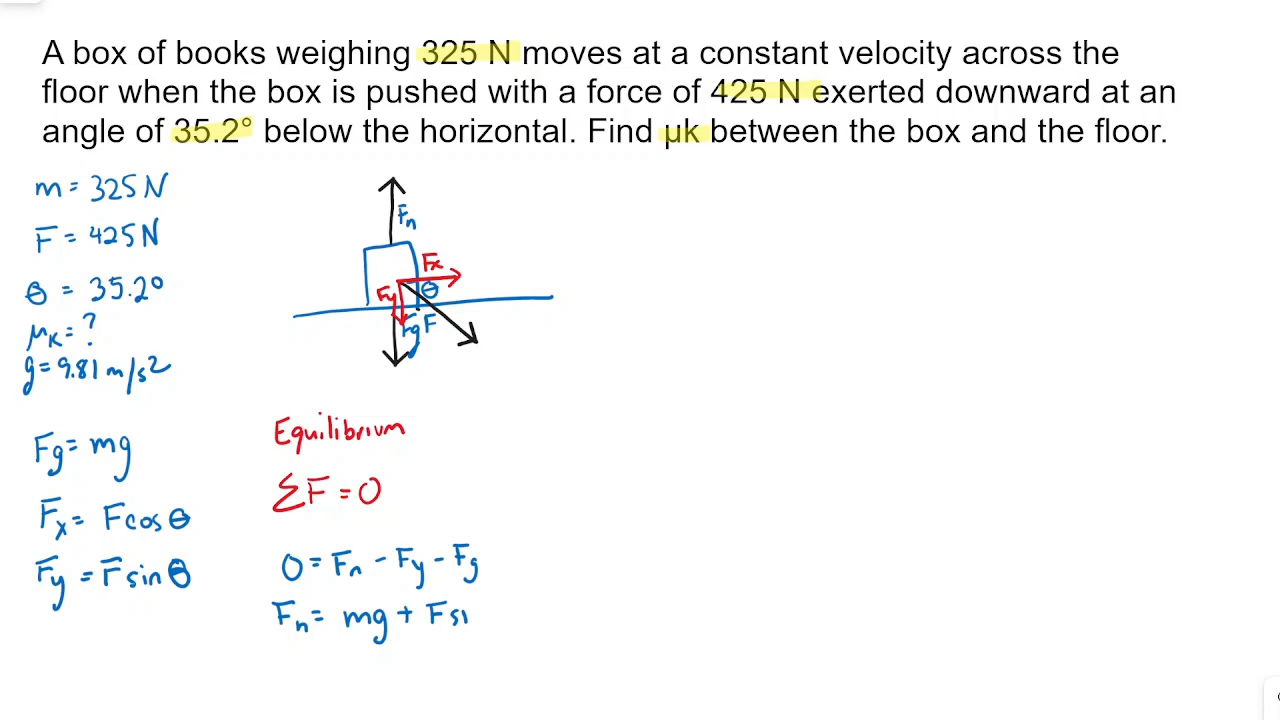 A box of books weighing 325 N moves at a constant velocity across the
floor when the box is pushed with a force of 425 N exerted downward at an
angle of 35.2° below the horizontal. Find μk between the box and the floor.
m = 325 N
F = 425 N
θ = 35.2°
μK = ?
g = 9.81 m/s2
Fg = mg
Fx = Fcosθ
Fy = Fsinθ
Fn
Fx
θ
Fy
Fg
F
Equilibrium
ΣF = 0
0 = Fn - Fy - Fg
Fn = mg + Fsi